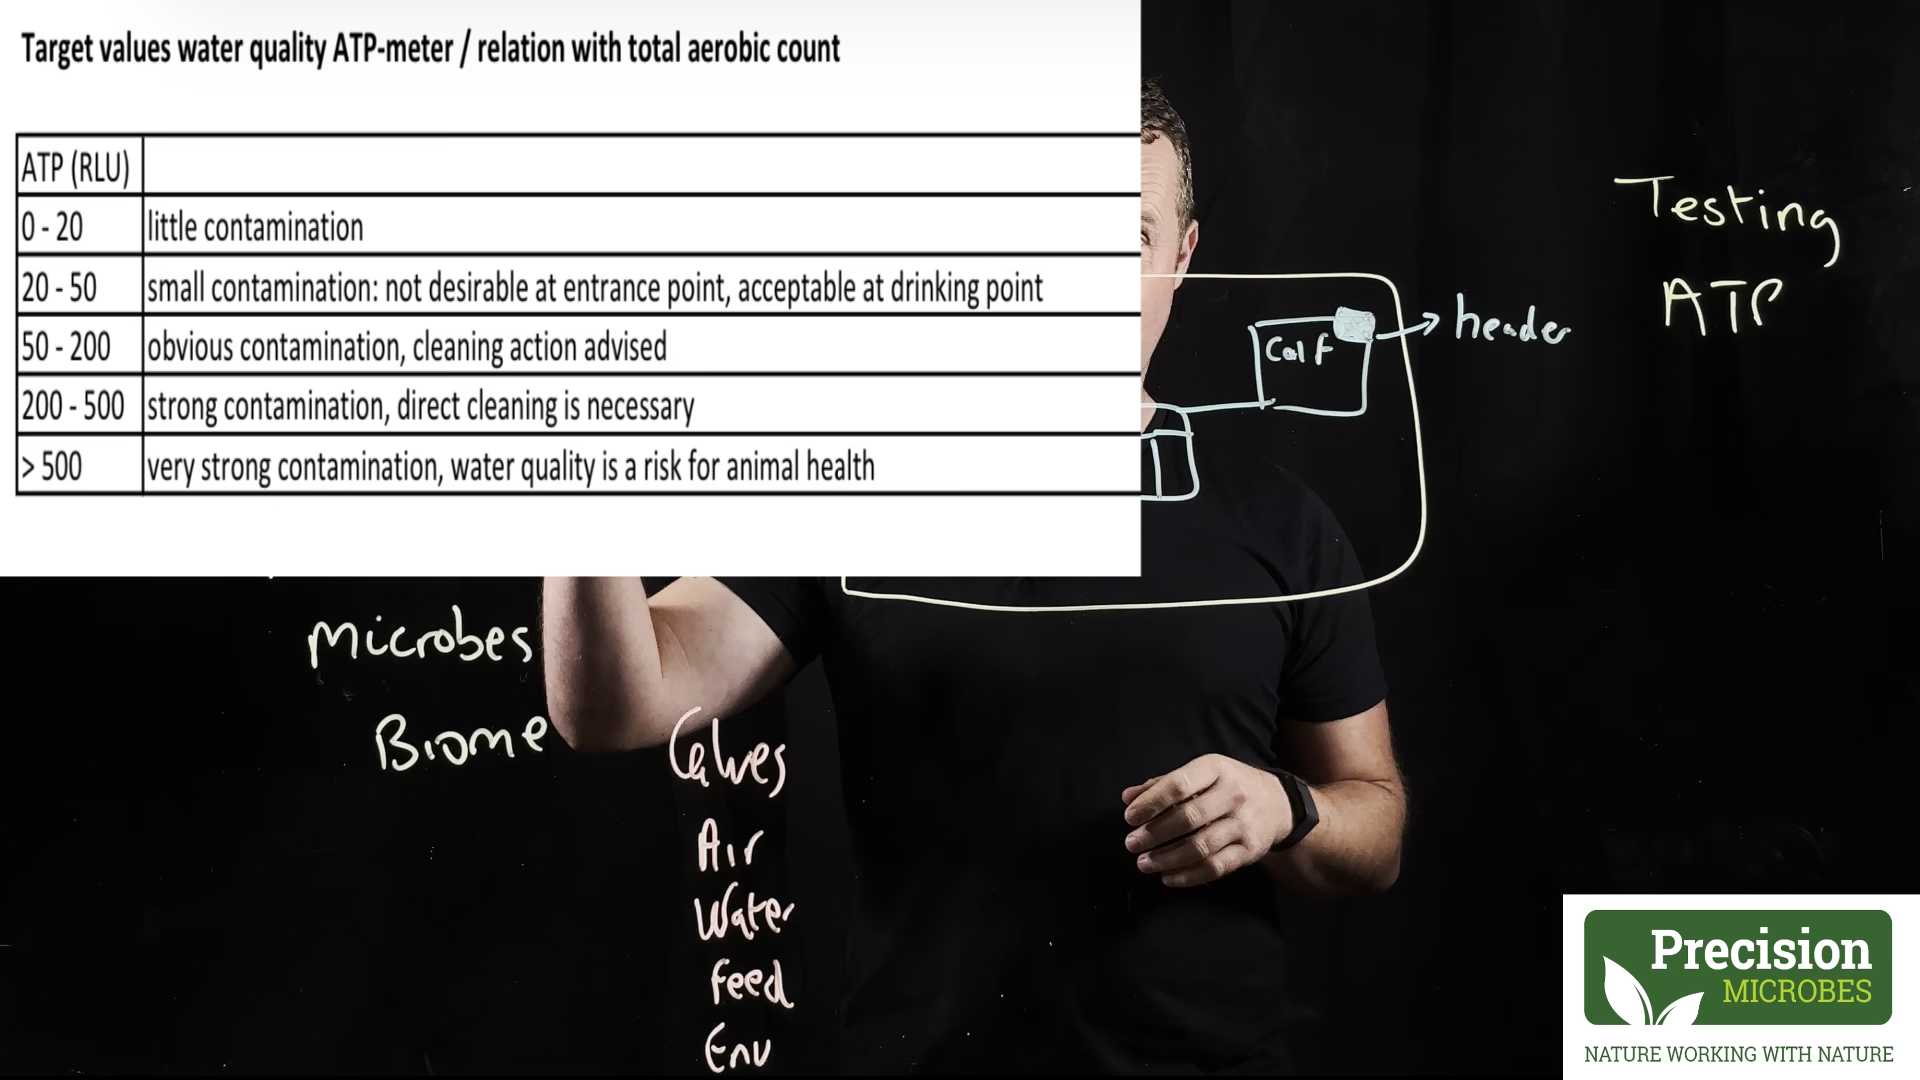 Target values water quality ATP-meter / relation with total aerobic count
ATP (RLU)
0 - 20 little contamination
20 - 50 small contamination: not desirable at entrance point, acceptable at drinking point
50 - 200 obvious contamination, cleaning action advised
200 - 500 strong contamination, direct cleaning is necessary
> 500 very strong contamination, water quality is a risk for animal health
Testing
ATP
header
Calf
Microbes
Biome
Calves
Air
Water
Feed
Env
Precision
MICROBES
NATURE WORKING WITH NATURE